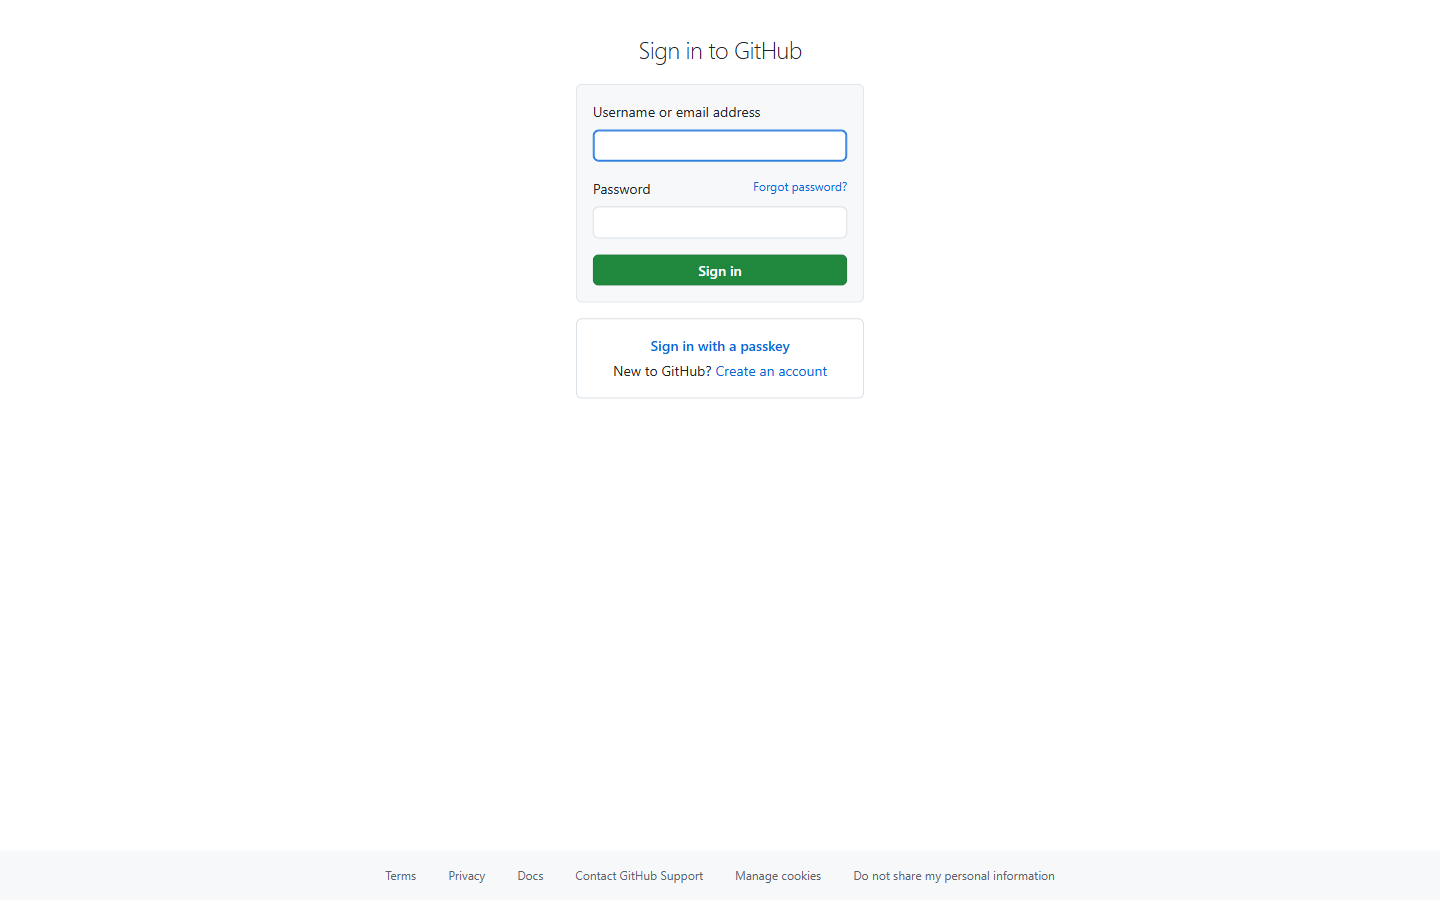 Sign in to GitHub
Username or email address
Password
Forgot password?
Sign in
Sign in with a passkey
New to GitHub? Create an account
Terms
Privacy
Docs
Contact GitHub Support
Manage cookies
Do not share my personal information